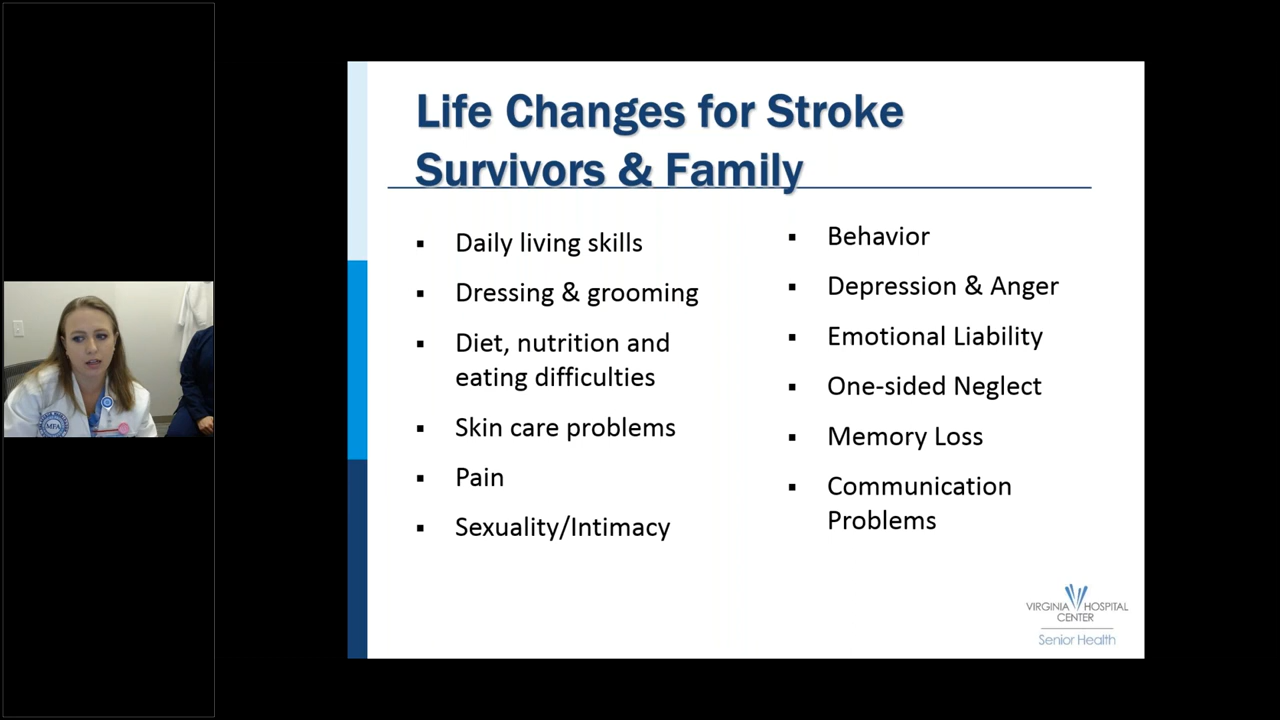 Life Changes for Stroke
Survivors & Family
▪ Daily living skills
▪ Dressing & grooming
▪ Diet, nutrition and
eating difficulties
▪ Skin care problems
▪ Pain
▪ Sexuality/Intimacy
▪ Behavior
▪ Depression & Anger
▪ Emotional Liability
▪ One-sided Neglect
▪ Memory Loss
▪ Communication
Problems
VIRGINIA HOSPITAL
CENTER
Senior Health
MFA